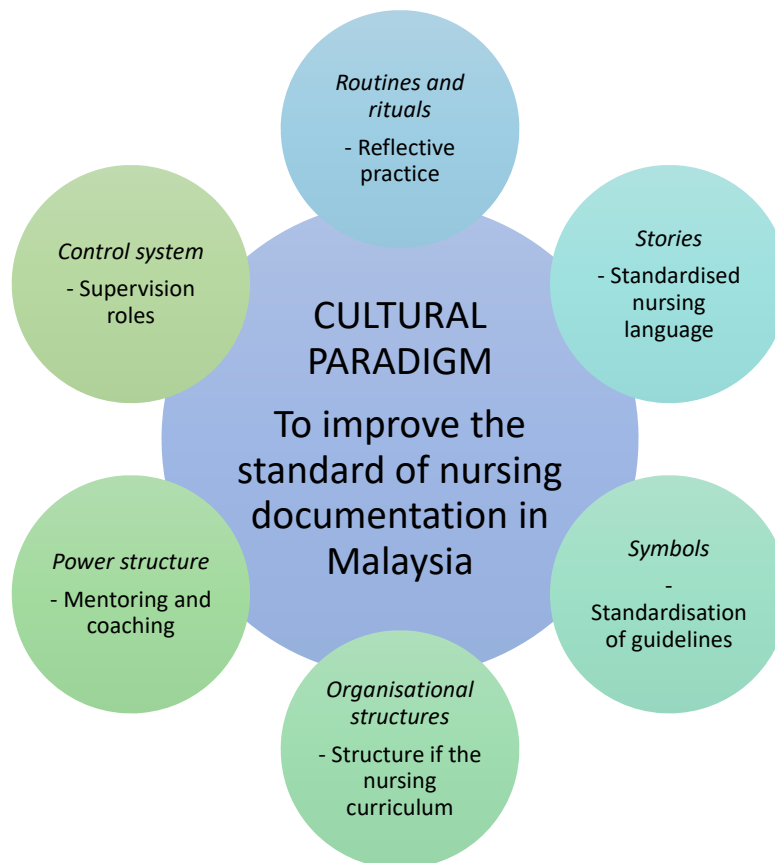 Routines and
rituals
- Reflective
practice
Control system
- Supervision
roles
Stories
- Standardised
nursing
language
CULTURAL
PARADIGM
To improve the
standard of nursing
documentation in
Malaysia
Power structure
- Mentoring and
coaching
Symbols
-
Standardisation
of guidelines
Organisational
structures
- Structure if the
nursing
curriculum